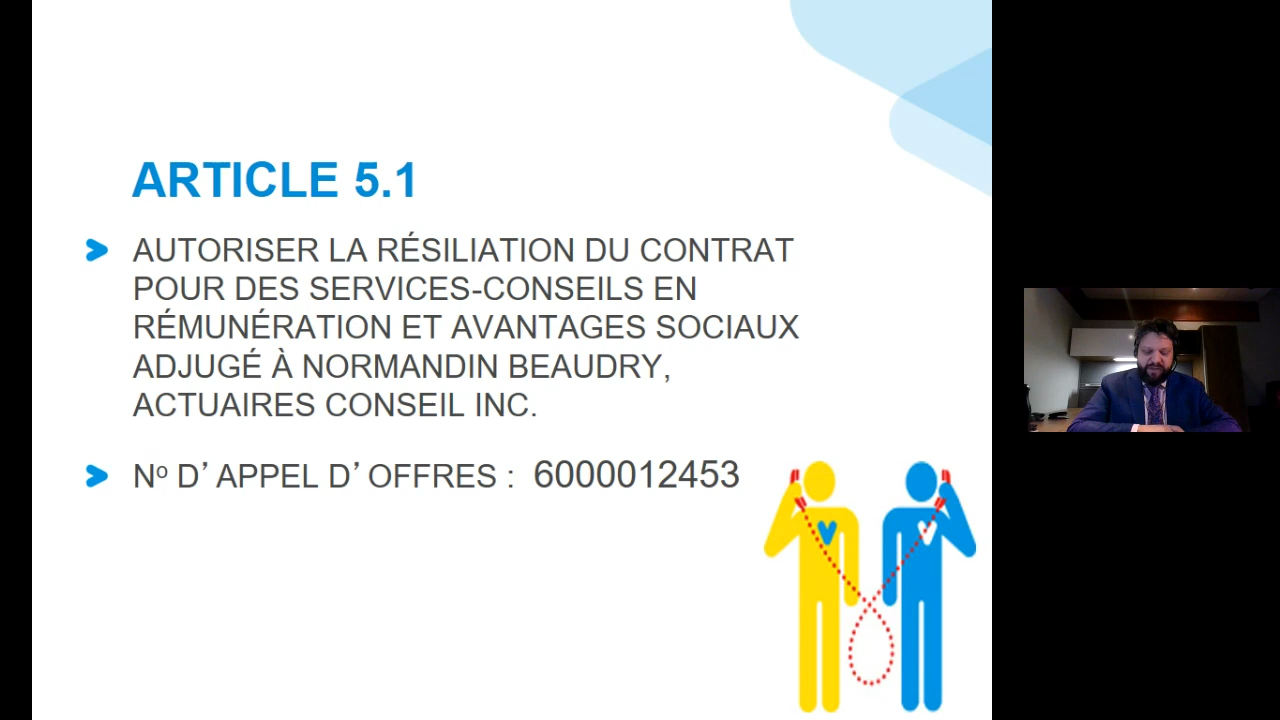 ARTICLE 5.1
AUTORISER LA RÉSILIATION DU CONTRAT
POUR DES SERVICES-CONSEILS EN
RÉMUNÉRATION ET AVANTAGES SOCIAUX
ADJUGÉ À NORMANDIN BEAUDRY,
ACTUAIRES CONSEIL INC.
Nº D’APPEL D’OFFRES : 6000012453